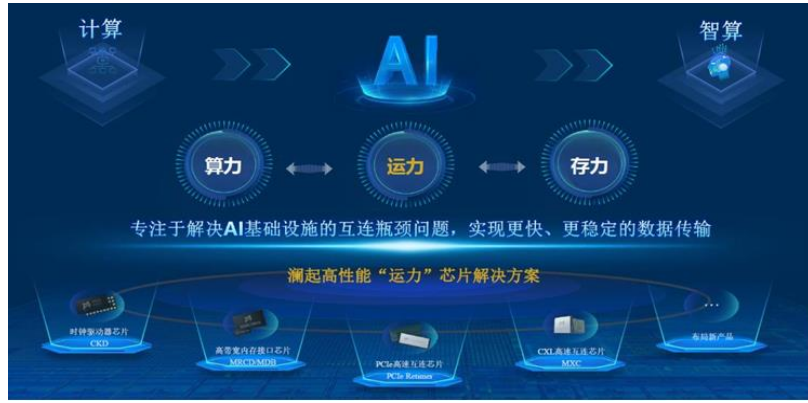 计算
AI
智算
算力
运力
存力
专注于解决AI基础设施的互连瓶颈问题，实现更快、更稳定的数据传输
澜起高性能“运力”芯片解决方案
时钟驱动器芯片
CKD
高带宽内存接口芯片
MRCD/MDB
PCIe高速互连芯片
PCIe Retimer
CXL高速互连芯片
MXC
...
布局新产品